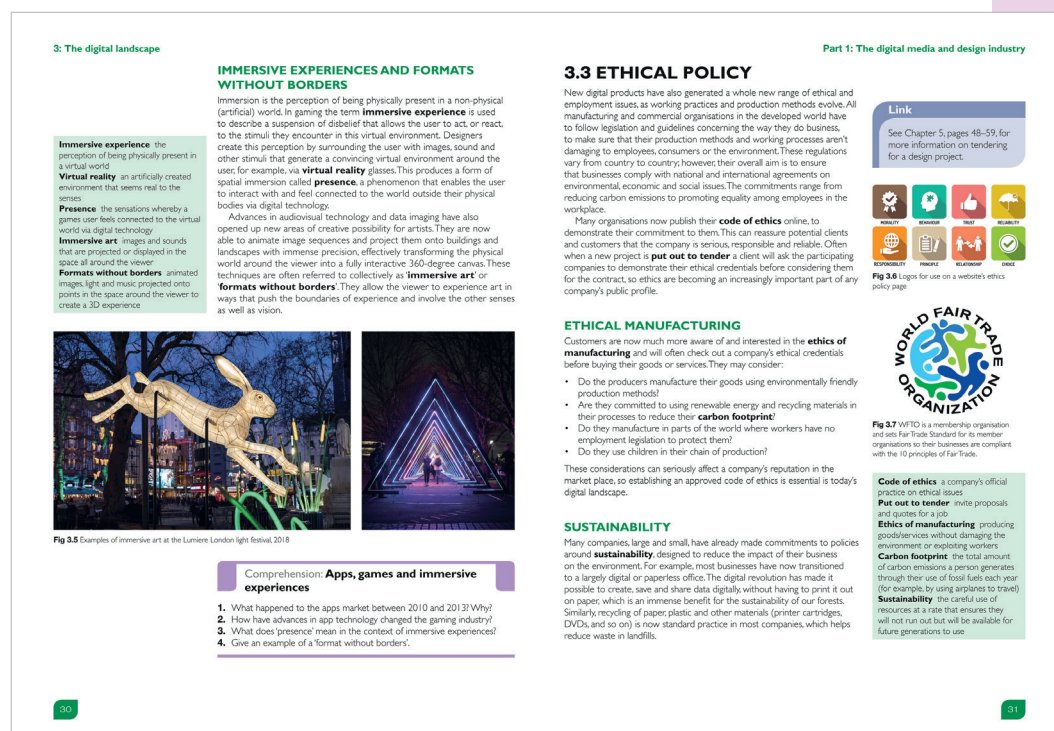 3: The digital landscape
IMMERSIVE EXPERIENCES AND FORMATS
WITHOUT BORDERS
Immersion is the perception of being physically present in a non-physical
(artificial) world. In gaming the term immersive experience is used
to describe a suspension of disbelief that allows the user to act, or react,
to the stimuli they encounter in this virtual environment. Designers
create this perception by surrounding the user with images, sound and
other stimuli that generate a convincing virtual environment around the
user, for example, via virtual reality glasses. This produces a form of
spatial immersion called presence, a phenomenon that enables the user
to interact with and feel connected to the world outside their physical
bodies via digital technology.
Advances in audiovisual technology and data imaging have also
opened up new areas of creative possibility for artists. They are now
able to animate image sequences and project them onto buildings and
landscapes with immense precision, effectively transforming the physical
world around the viewer into a fully interactive 360-degree canvas. These
techniques are often referred to collectively as 'immersive art' or
'formats without borders'. They allow the viewer to experience art in
ways that push the boundaries of experience and involve the other senses
as well as vision.
Immersive experience the
perception of being physically present in
a virtual world
Virtual reality an artificially created
environment that seems real to the
senses
Presence the sensations whereby a
games user feels connected to the virtual
world via digital technology
Immersive art images and sounds
that are projected or displayed in the
space all around the viewer
Formats without borders animated
images, light and music projected onto
points in the space around the viewer to
create a 3D experience
Fig 3.5 Examples of immersive art at the Lumiere London light festival, 2018
Comprehension: Apps, games and immersive
experiences
1. What happened to the apps market between 2010 and 2013? Why?
2. How have advances in app technology changed the gaming industry?
3. What does 'presence' mean in the context of immersive experiences?
4. Give an example of a 'format without borders'.
30
Part 1: The digital media and design industry
3.3 ETHICAL POLICY
New digital products have also generated a whole new range of ethical and
employment issues, as working practices and production methods evolve. All
manufacturing and commercial organisations in the developed world have
to follow legislation and guidelines concerning the way they do business,
to make sure that their production methods and working processes aren't
damaging to employees, consumers or the environment. These regulations
vary from country to country; however, their overall aim is to ensure
that businesses comply with national and international agreements on
environmental, economic and social issues. The commitments range from
reducing carbon emissions to promoting equality among employees in the
workplace.
Many organisations now publish their code of ethics online, to
demonstrate their commitment to them. This can reassure potential clients
and customers that the company is serious, responsible and reliable. Often
when a new project is put out to tender a client will ask the participating
companies to demonstrate their ethical credentials before considering them
for the contract, so ethics are becoming an increasingly important part of any
company's public profile.
ETHICAL MANUFACTURING
Customers are now much more aware of and interested in the ethics of
manufacturing and will often check out a company's ethical credentials
before buying their goods or services. They may consider:
• Do the producers manufacture their goods using environmentally friendly
production methods?
• Are they committed to using renewable energy and recycling materials in
their processes to reduce their carbon footprint?
• Do they manufacture in parts of the world where workers have no
employment legislation to protect them?
• Do they use children in their chain of production?
These considerations can seriously affect a company's reputation in the
market place, so establishing an approved code of ethics is essential is today's
digital landscape.
SUSTAINABILITY
Many companies, large and small, have already made commitments to policies
around sustainability, designed to reduce the impact of their business
on the environment. For example, most businesses have now transitioned
to a largely digital or paperless office. The digital revolution has made it
possible to create, save and share data digitally, without having to print it out
on paper, which is an immense benefit for the sustainability of our forests.
Similarly, recycling of paper, plastic and other materials (printer cartridges,
DVDs, and so on) is now standard practice in most companies, which helps
reduce waste in landfills.
Link
See Chapter 5, pages 48–59, for
more information on tendering
for a design project.
MORALITY BEHAVIOUR TRUST RELIABILITY
RESPONSIBILITY PRINCIPLE RELATIONSHIP CHOICE
Fig 3.6 Logos for use on a website's ethics
policy page
WORLD FAIR TRADE
ORGANIZATION
Fig 3.7 WFTO is a membership organisation
and sets Fair Trade Standard for its member
organisations so their businesses are compliant
with the 10 principles of Fair Trade.
Code of ethics a company's official
practice on ethical issues
Put out to tender invite proposals
and quotes for a job
Ethics of manufacturing producing
goods/services without damaging the
environment or exploiting workers
Carbon footprint the total amount
of carbon emissions a person generates
through their use of fossil fuels each year
(for example, by using airplanes to travel)
Sustainability the careful use of
resources at a rate that ensures they
will not run out but will be available for
future generations to use
31